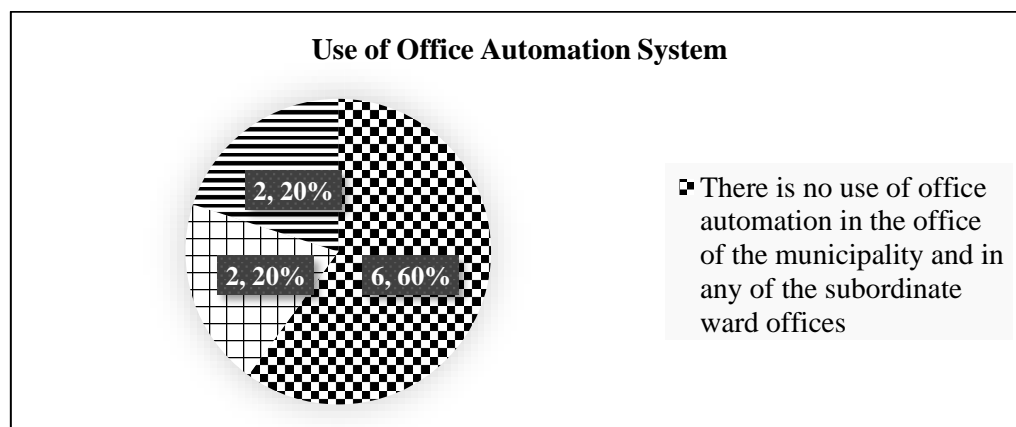 Use of Office Automation System
2, 20%
2, 20%
6, 60%
There is no use of office
automation in the office
of the municipality and in
any of the subordinate
ward offices